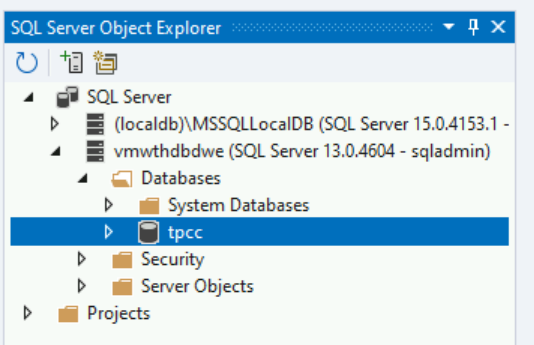 SQL Server Object Explorer
SQL Server
(localdb)\MSSQLLocalDB (SQL Server 15.0.4153.1 -
vmwthdbdwe (SQL Server 13.0.4604 - sqladmin)
Databases
System Databases
tpcc
Security
Server Objects
Projects